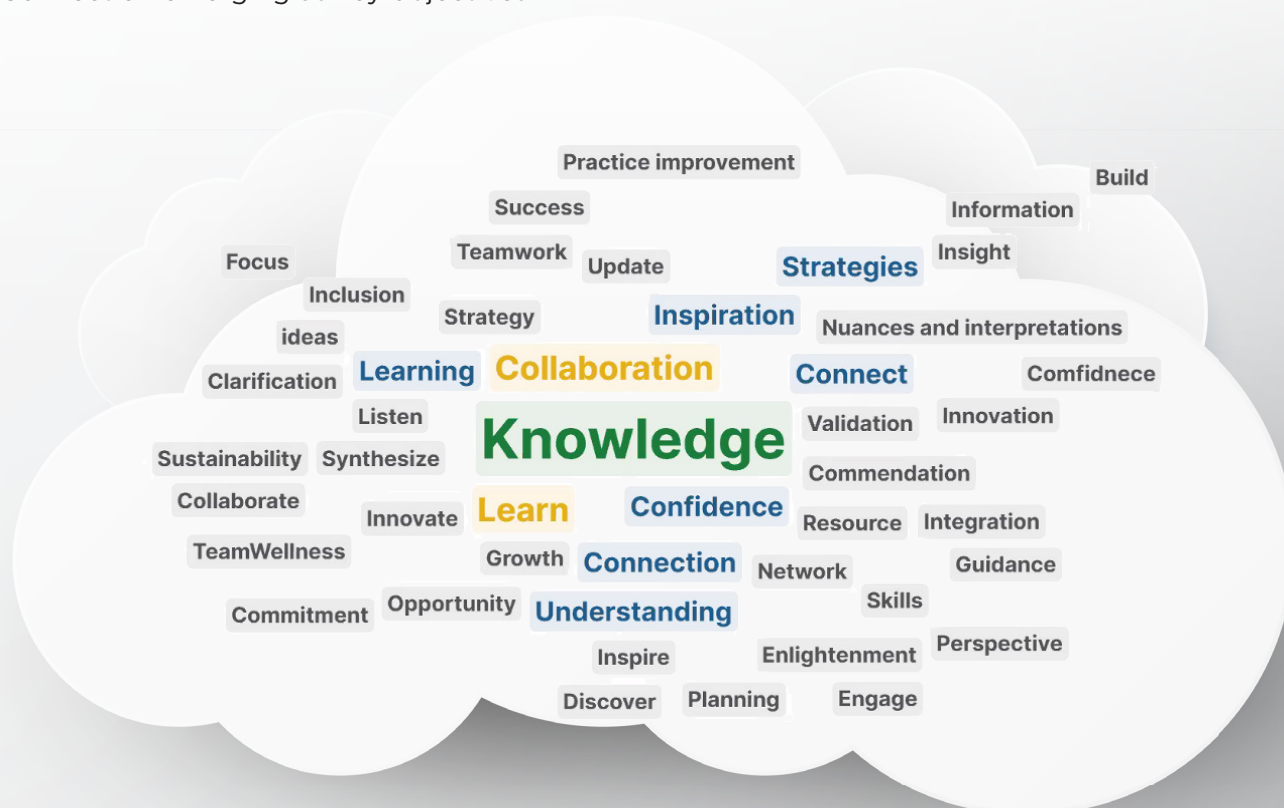 Practice improvement
Build
Success
Information
Teamwork
Insight
Focus
Update
Strategies
Inclusion
Strategy
Inspiration
Nuances and interpretations
ideas
Learning
Collaboration
Connect
Comfidnece
Clarification
Listen
Knowledge
Validation
Innovation
Sustainability
Synthesize
Commendation
Collaborate
Innovate
Learn
Confidence
Resource
Integration
TeamWellness
Growth
Connection
Network
Guidance
Commitment
Opportunity
Understanding
Skills
Inspire
Enlightenment
Perspective
Discover
Planning
Engage